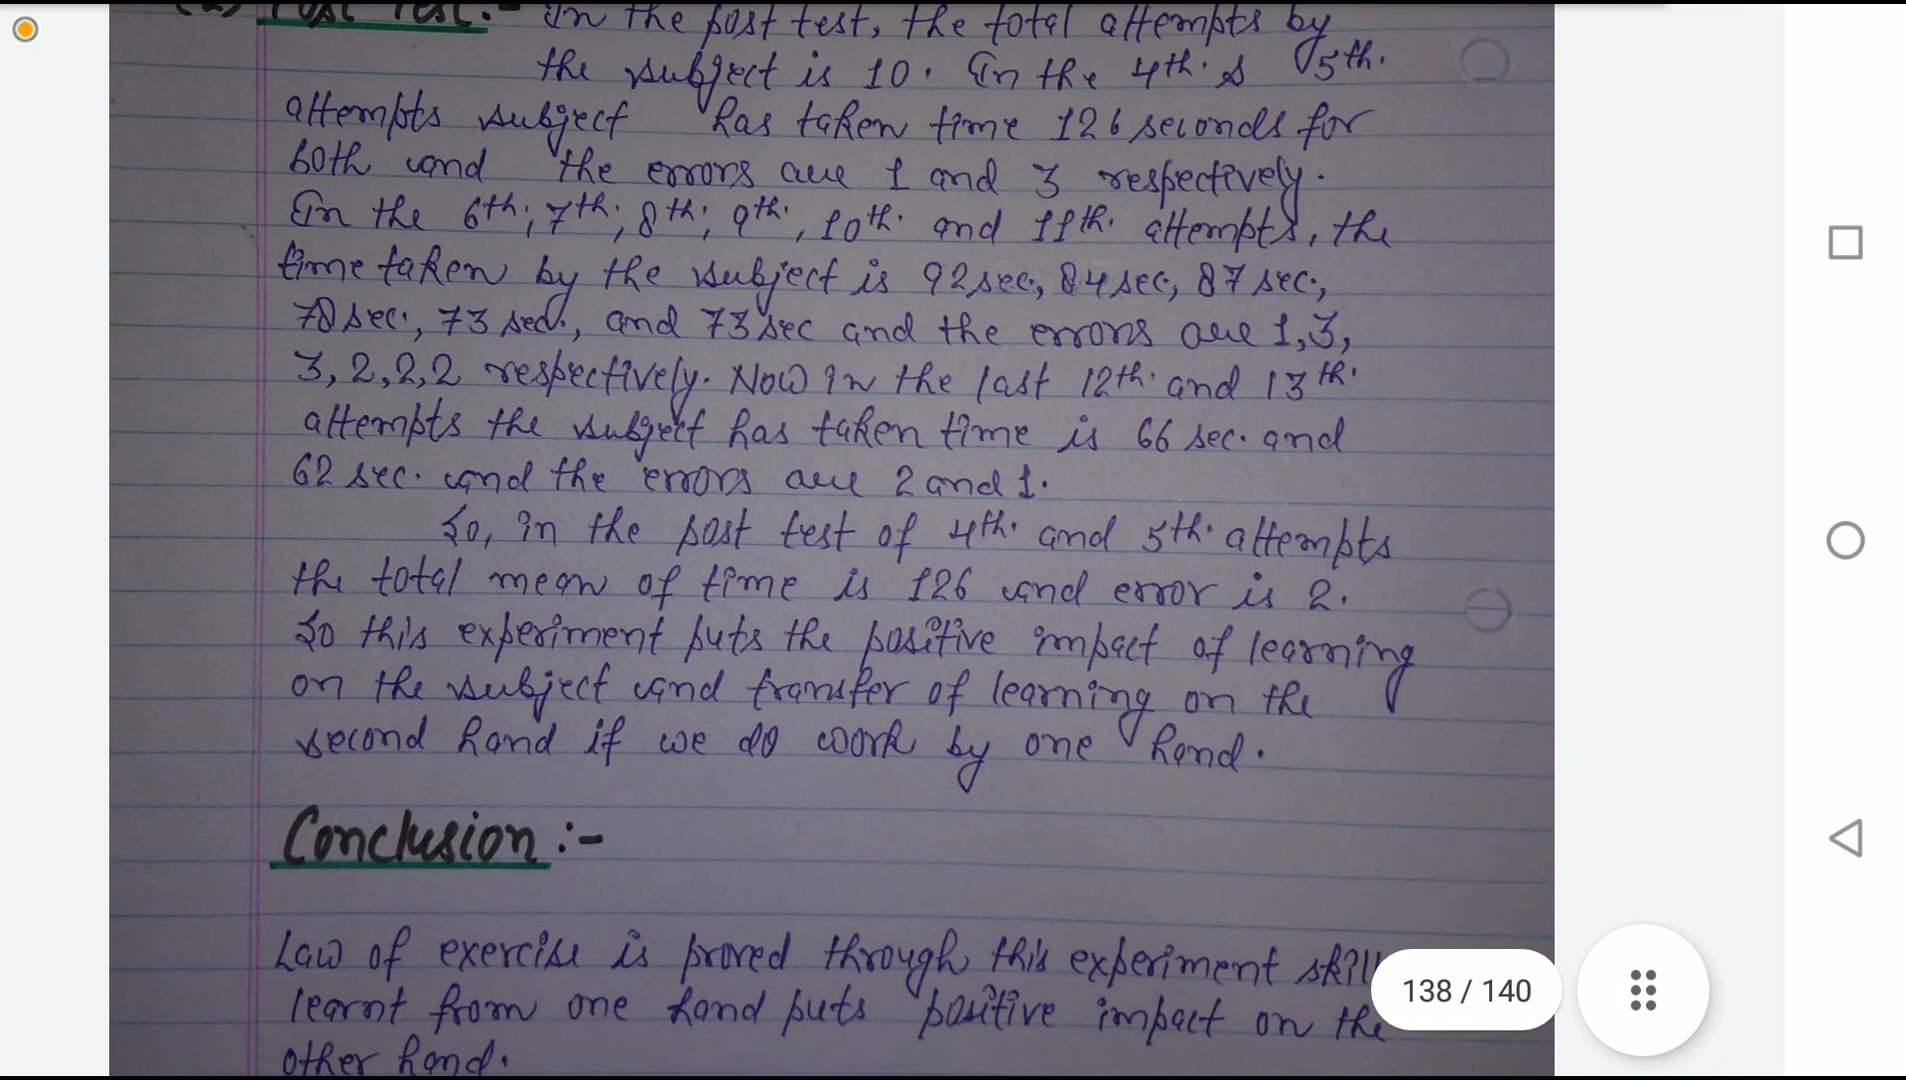 (2) Post Test:- In the post test, the total attempts by
the subject is 10. In the 4th. & 5th.
attempts subject has taken time 126 seconds for
both and the errors are 1 and 3 respectively.
In the 6th., 7th., 8th., 9th., 10th. and 11th. attempts, the
time taken by the subject is 92 sec., 84 sec., 87 sec.,
78 sec., 73 sec., and 73 sec and the errors are 1,3,
3,2,2,2 respectively. Now in the last 12th. and 13th.
attempts the subject has taken time is 66 sec. and
62 sec. and the errors are 2 and 1.
So, in the post test of 4th. and 5th. attempts
the total mean of time is 126 and error is 2.
So this experiment puts the positive impact of learning
on the subject and transfer of learning on the
second hand if we do work by one hand.
Conclusion :-
Law of exercise is proved through this experiment skill
learnt from one hand puts positive impact on the
other hand.
138 / 140